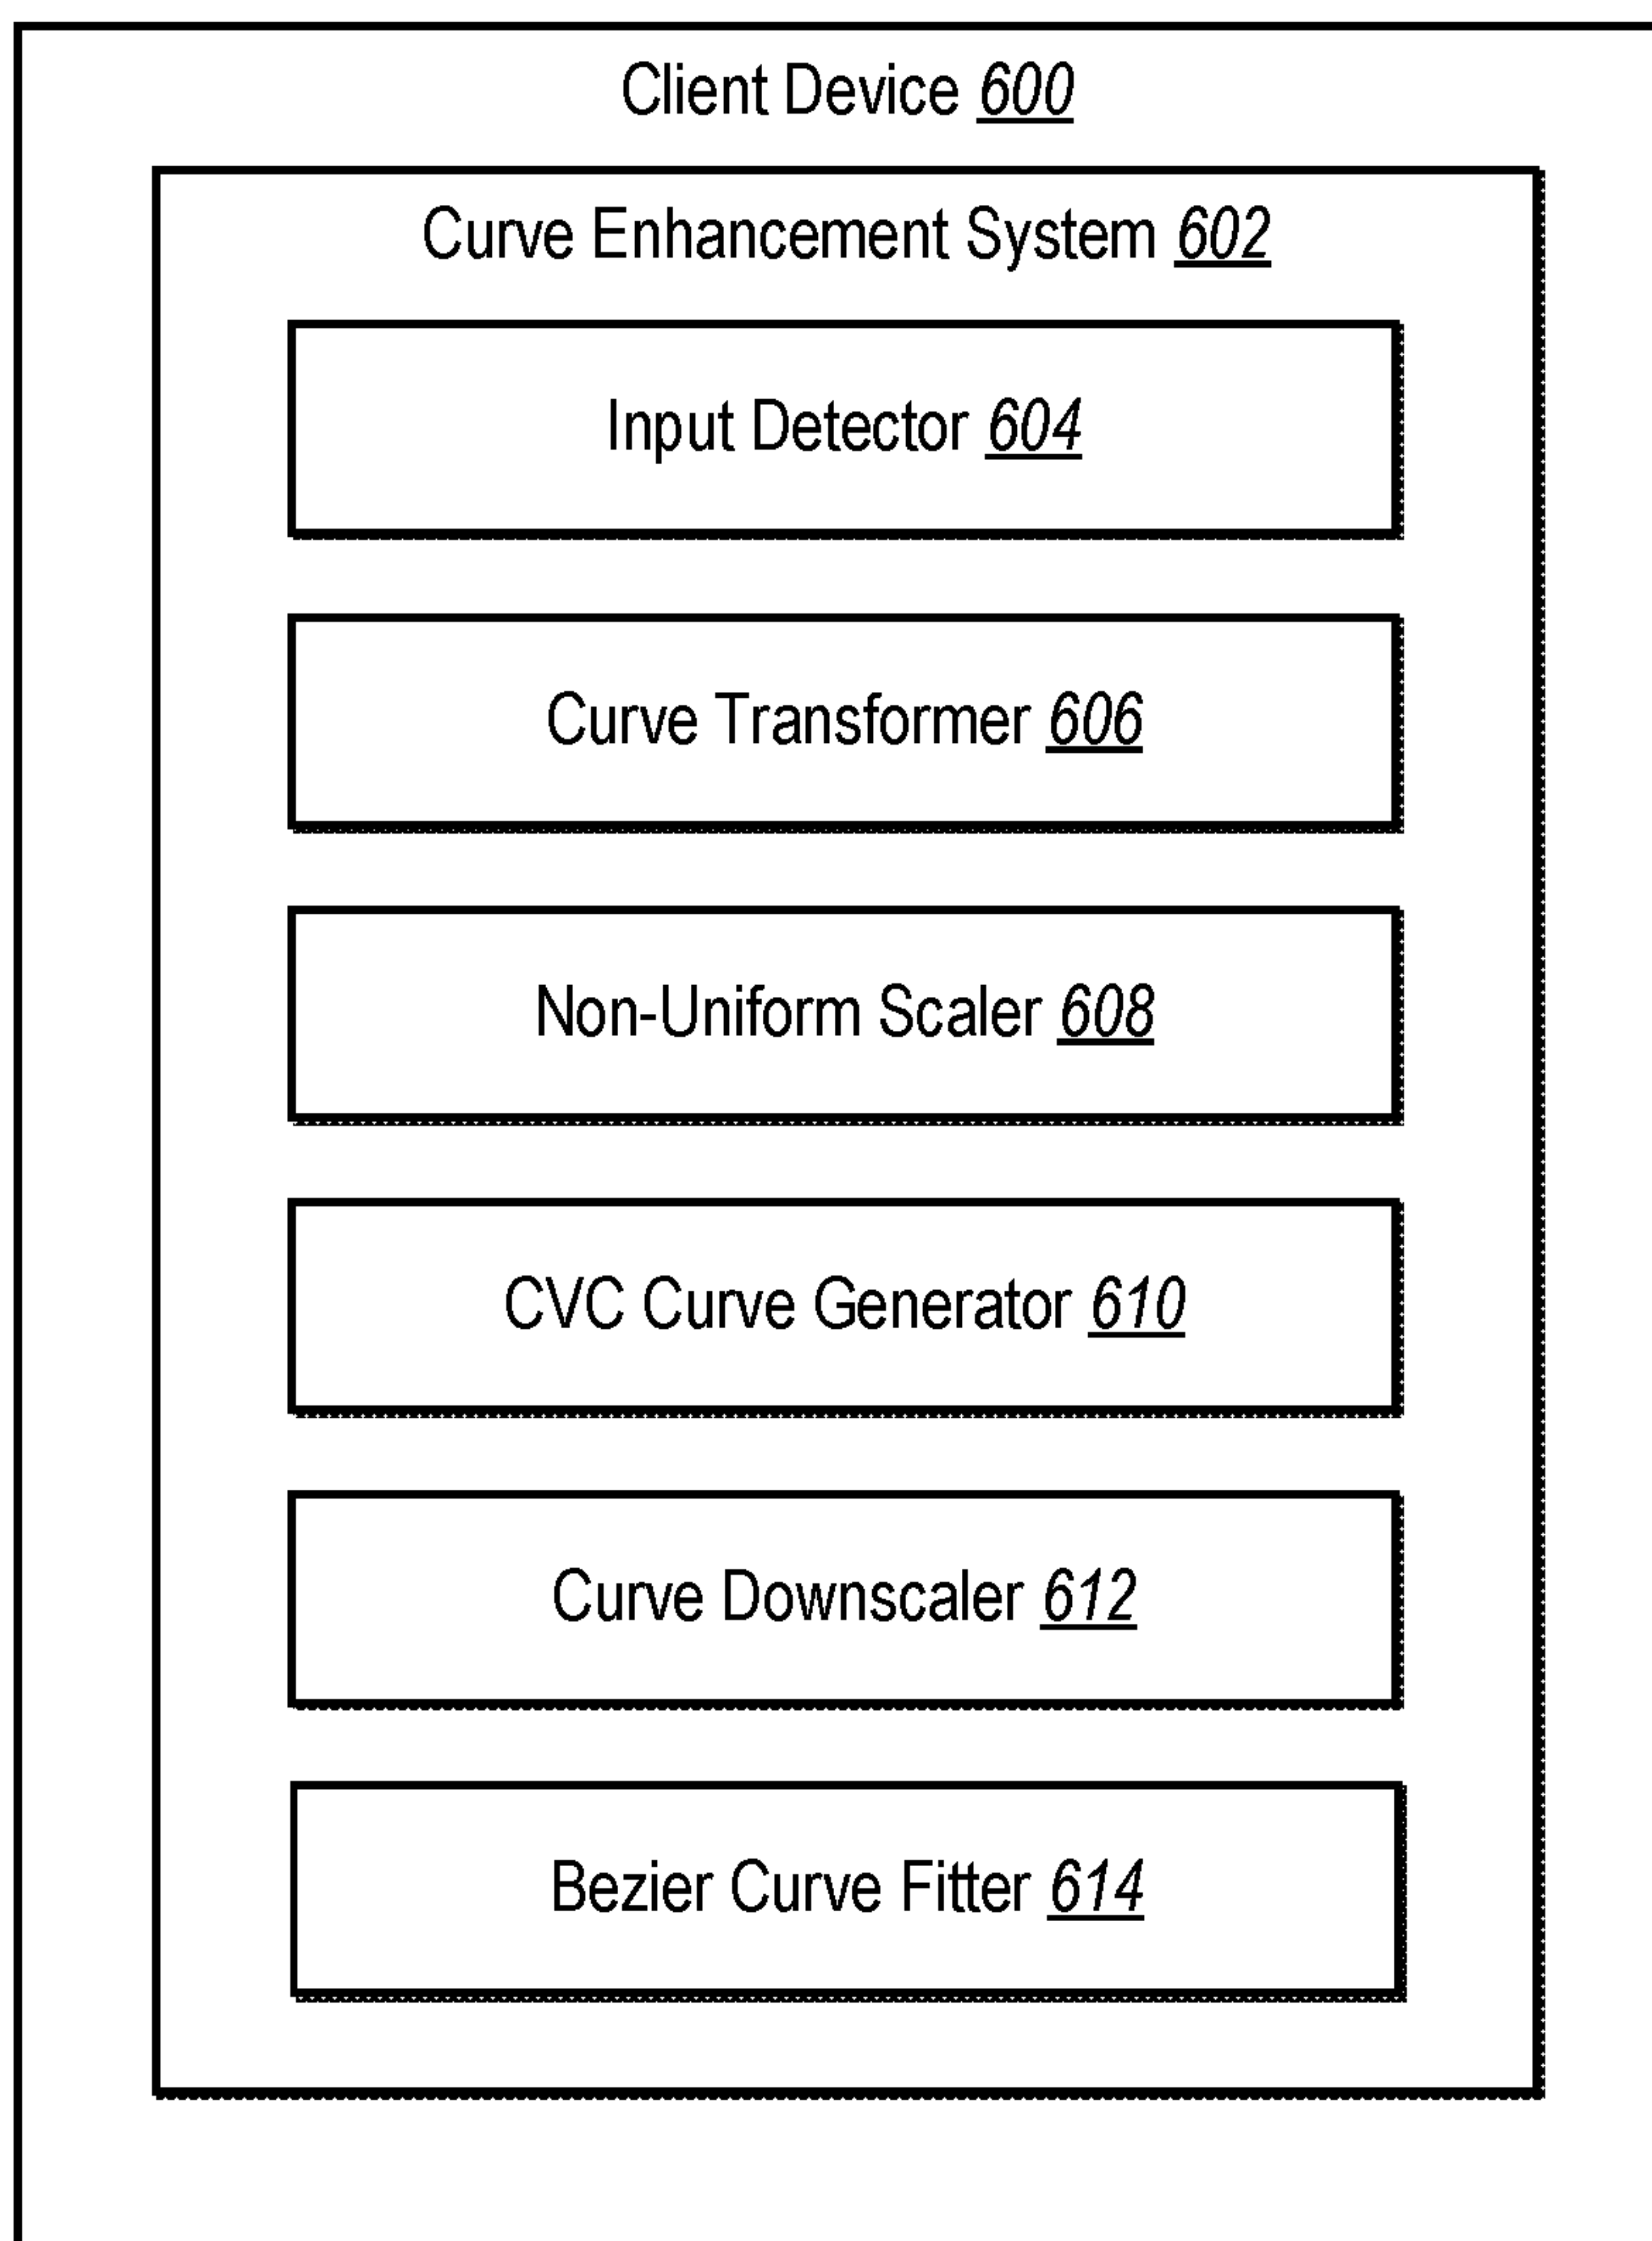 Client Device 600
Curve Enhancement System 602
Input Detector 604
Curve Transformer 606
Non-Uniform Scaler 608
CVC Curve Generator 610
Curve Downscaler 612
Bezier Curve Fitter 614